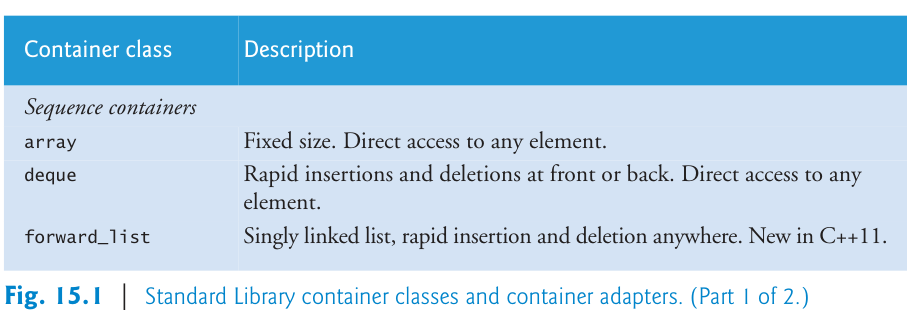 Container class Description
Sequence containers
array Fixed size. Direct access to any element.
deque Rapid insertions and deletions at front or back. Direct access to any
element.
forward_list Singly linked list, rapid insertion and deletion anywhere. New in C++11.
Fig. 15.1 | Standard Library container classes and container adapters. (Part 1 of 2.)